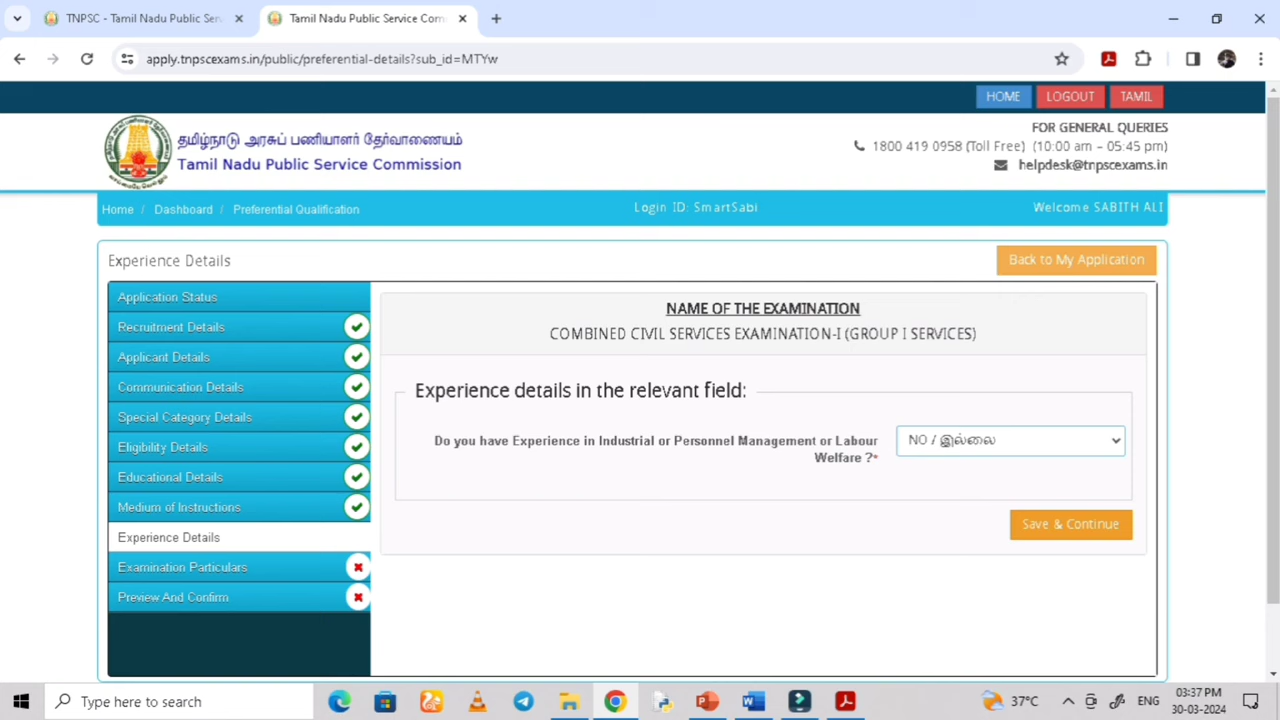 TNPSC - Tamil Nadu Public Ser
Tamil Nadu Public Service Com
apply.tnpscexams.in/public/preferential-details?sub_id=MTYw
HOME
LOGOUT
TAMIL
தமிழ்நாடு அரசுப் பணியாளர் தேர்வாணையம்
Tamil Nadu Public Service Commission
FOR GENERAL QUERIES
1800 419 0958 (Toll Free) (10:00 am – 05:45 pm)
helpdesk@tnpscexams.in
Home / Dashboard / Preferential Qualification
Login ID: SmartSabi
Welcome SABITH ALI
Experience Details
Back to My Application
Application Status
Recruitment Details
Applicant Details
Communication Details
Special Category Details
Eligibility Details
Educational Details
Medium of Instructions
Experience Details
Examination Particulars
Preview And Confirm
NAME OF THE EXAMINATION
COMBINED CIVIL SERVICES EXAMINATION-I (GROUP I SERVICES)
Experience details in the relevant field:
Do you have Experience in Industrial or Personnel Management or Labour
Welfare ?*
NO / இல்லை
Save & Continue
Type here to search
37°C
ENG
03:37 PM
30-03-2024